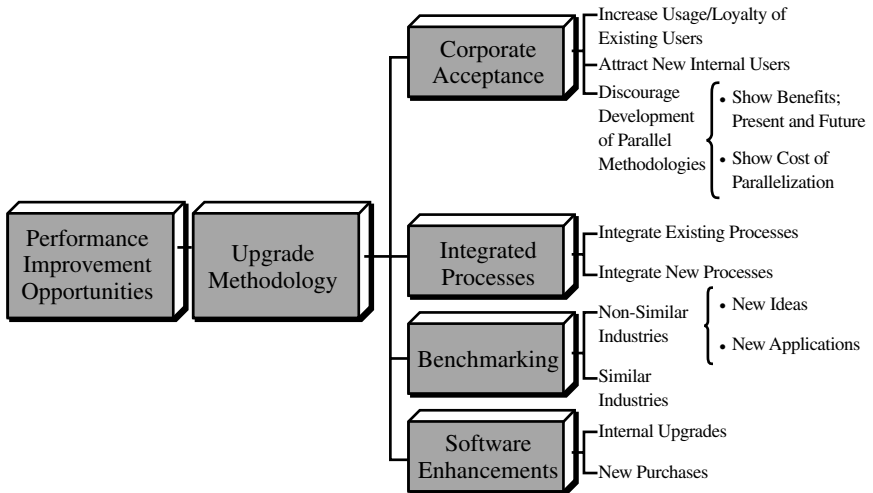 Performance
Improvement
Opportunities
Upgrade
Methodology
Corporate
Acceptance
Increase Usage/Loyalty of
Existing Users
Attract New Internal Users
Discourage
Development
of Parallel
Methodologies
• Show Benefits;
Present and Future
• Show Cost of
Parallelization
Integrated
Processes
Integrate Existing Processes
Integrate New Processes
Benchmarking
Non-Similar
Industries
• New Ideas
• New Applications
Similar
Industries
Software
Enhancements
Internal Upgrades
New Purchases